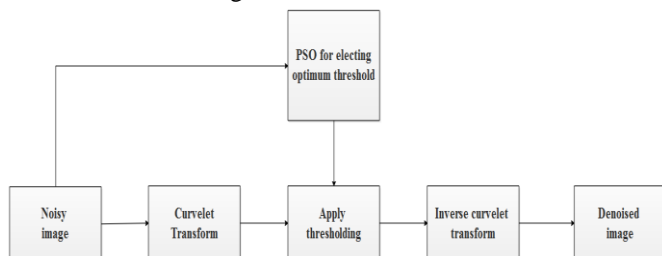 PSO for electing
optimum threshold
Noisy
image
Curvelet
Transform
Apply
thresholding
Inverse curvelet
transform
Denoised
image